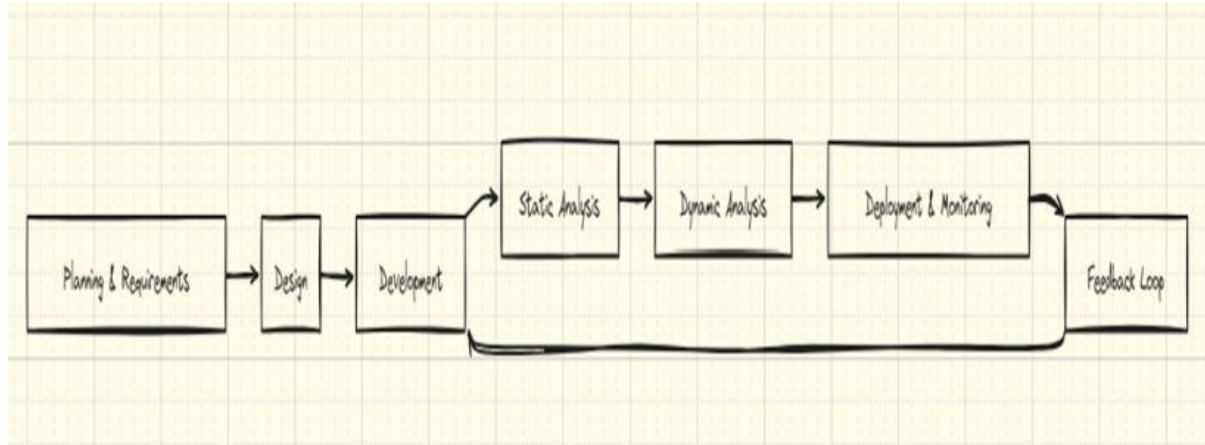 Planning & Requirements
Design
Development
Static Analysis
Dynamic Analysis
Deployment & Monitoring
Feedback Loop